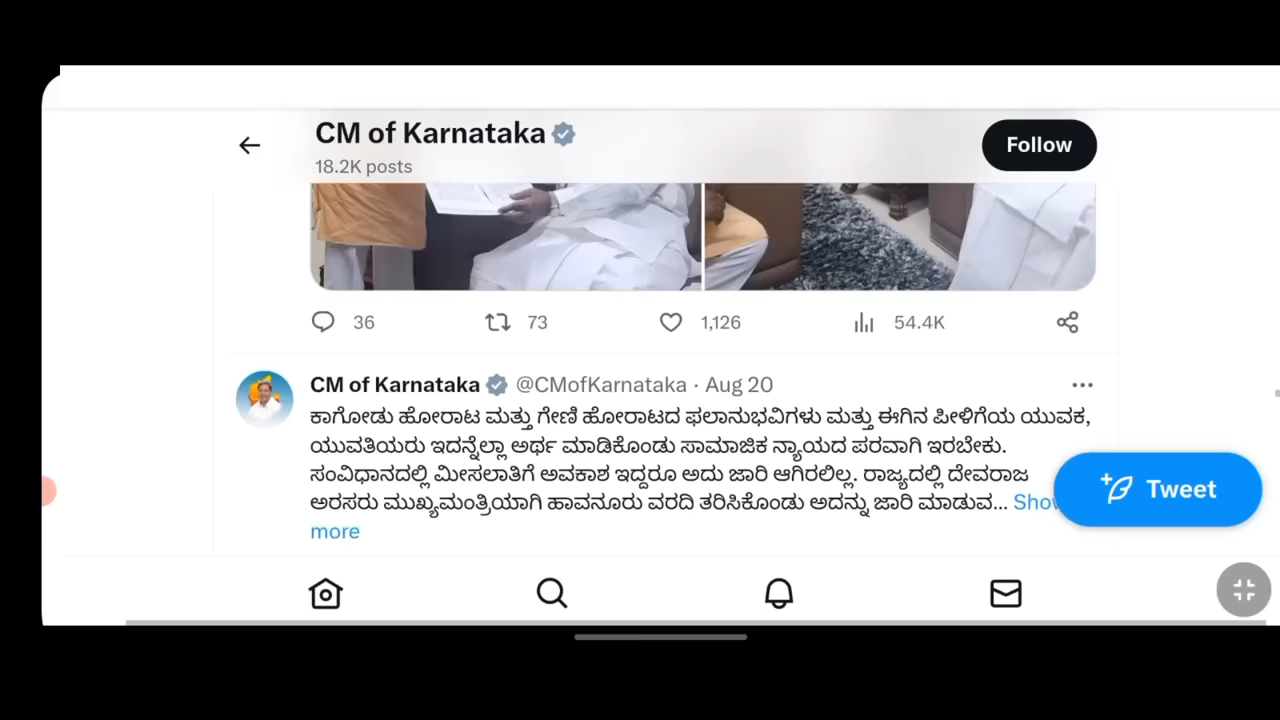 CM of Karnataka
18.2K posts
Follow
36 73 1,126 54.4K
CM of Karnataka @CMofKarnataka · Aug 20
ಕಾಗೋಡು ಹೋರಾಟ ಮತ್ತು ಗೇಣಿ ಹೋರಾಟದ ಫಲಾನುಭವಿಗಳು ಮತ್ತು ಈಗಿನ ಪೀಳಿಗೆಯ ಯುವಕ,
ಯುವತಿಯರು ಇದನ್ನೆಲ್ಲಾ ಅರ್ಥ ಮಾಡಿಕೊಂಡು ಸಾಮಾಜಿಕ ನ್ಯಾಯದ ಪರವಾಗಿ ಇರಬೇಕು.
ಸಂವಿಧಾನದಲ್ಲಿ ಮೀಸಲಾತಿಗೆ ಅವಕಾಶ ಇದ್ದರೂ ಅದು ಜಾರಿ ಆಗಿರಲಿಲ್ಲ. ರಾಜ್ಯದಲ್ಲಿ ದೇವರಾಜ
ಅರಸರು ಮುಖ್ಯಮಂತ್ರಿಯಾಗಿ ಹಾವನೂರು ವರದಿ ತರಿಸಿಕೊಂಡು ಅದನ್ನು ಜಾರಿ ಮಾಡುವ... Show
more
Tweet